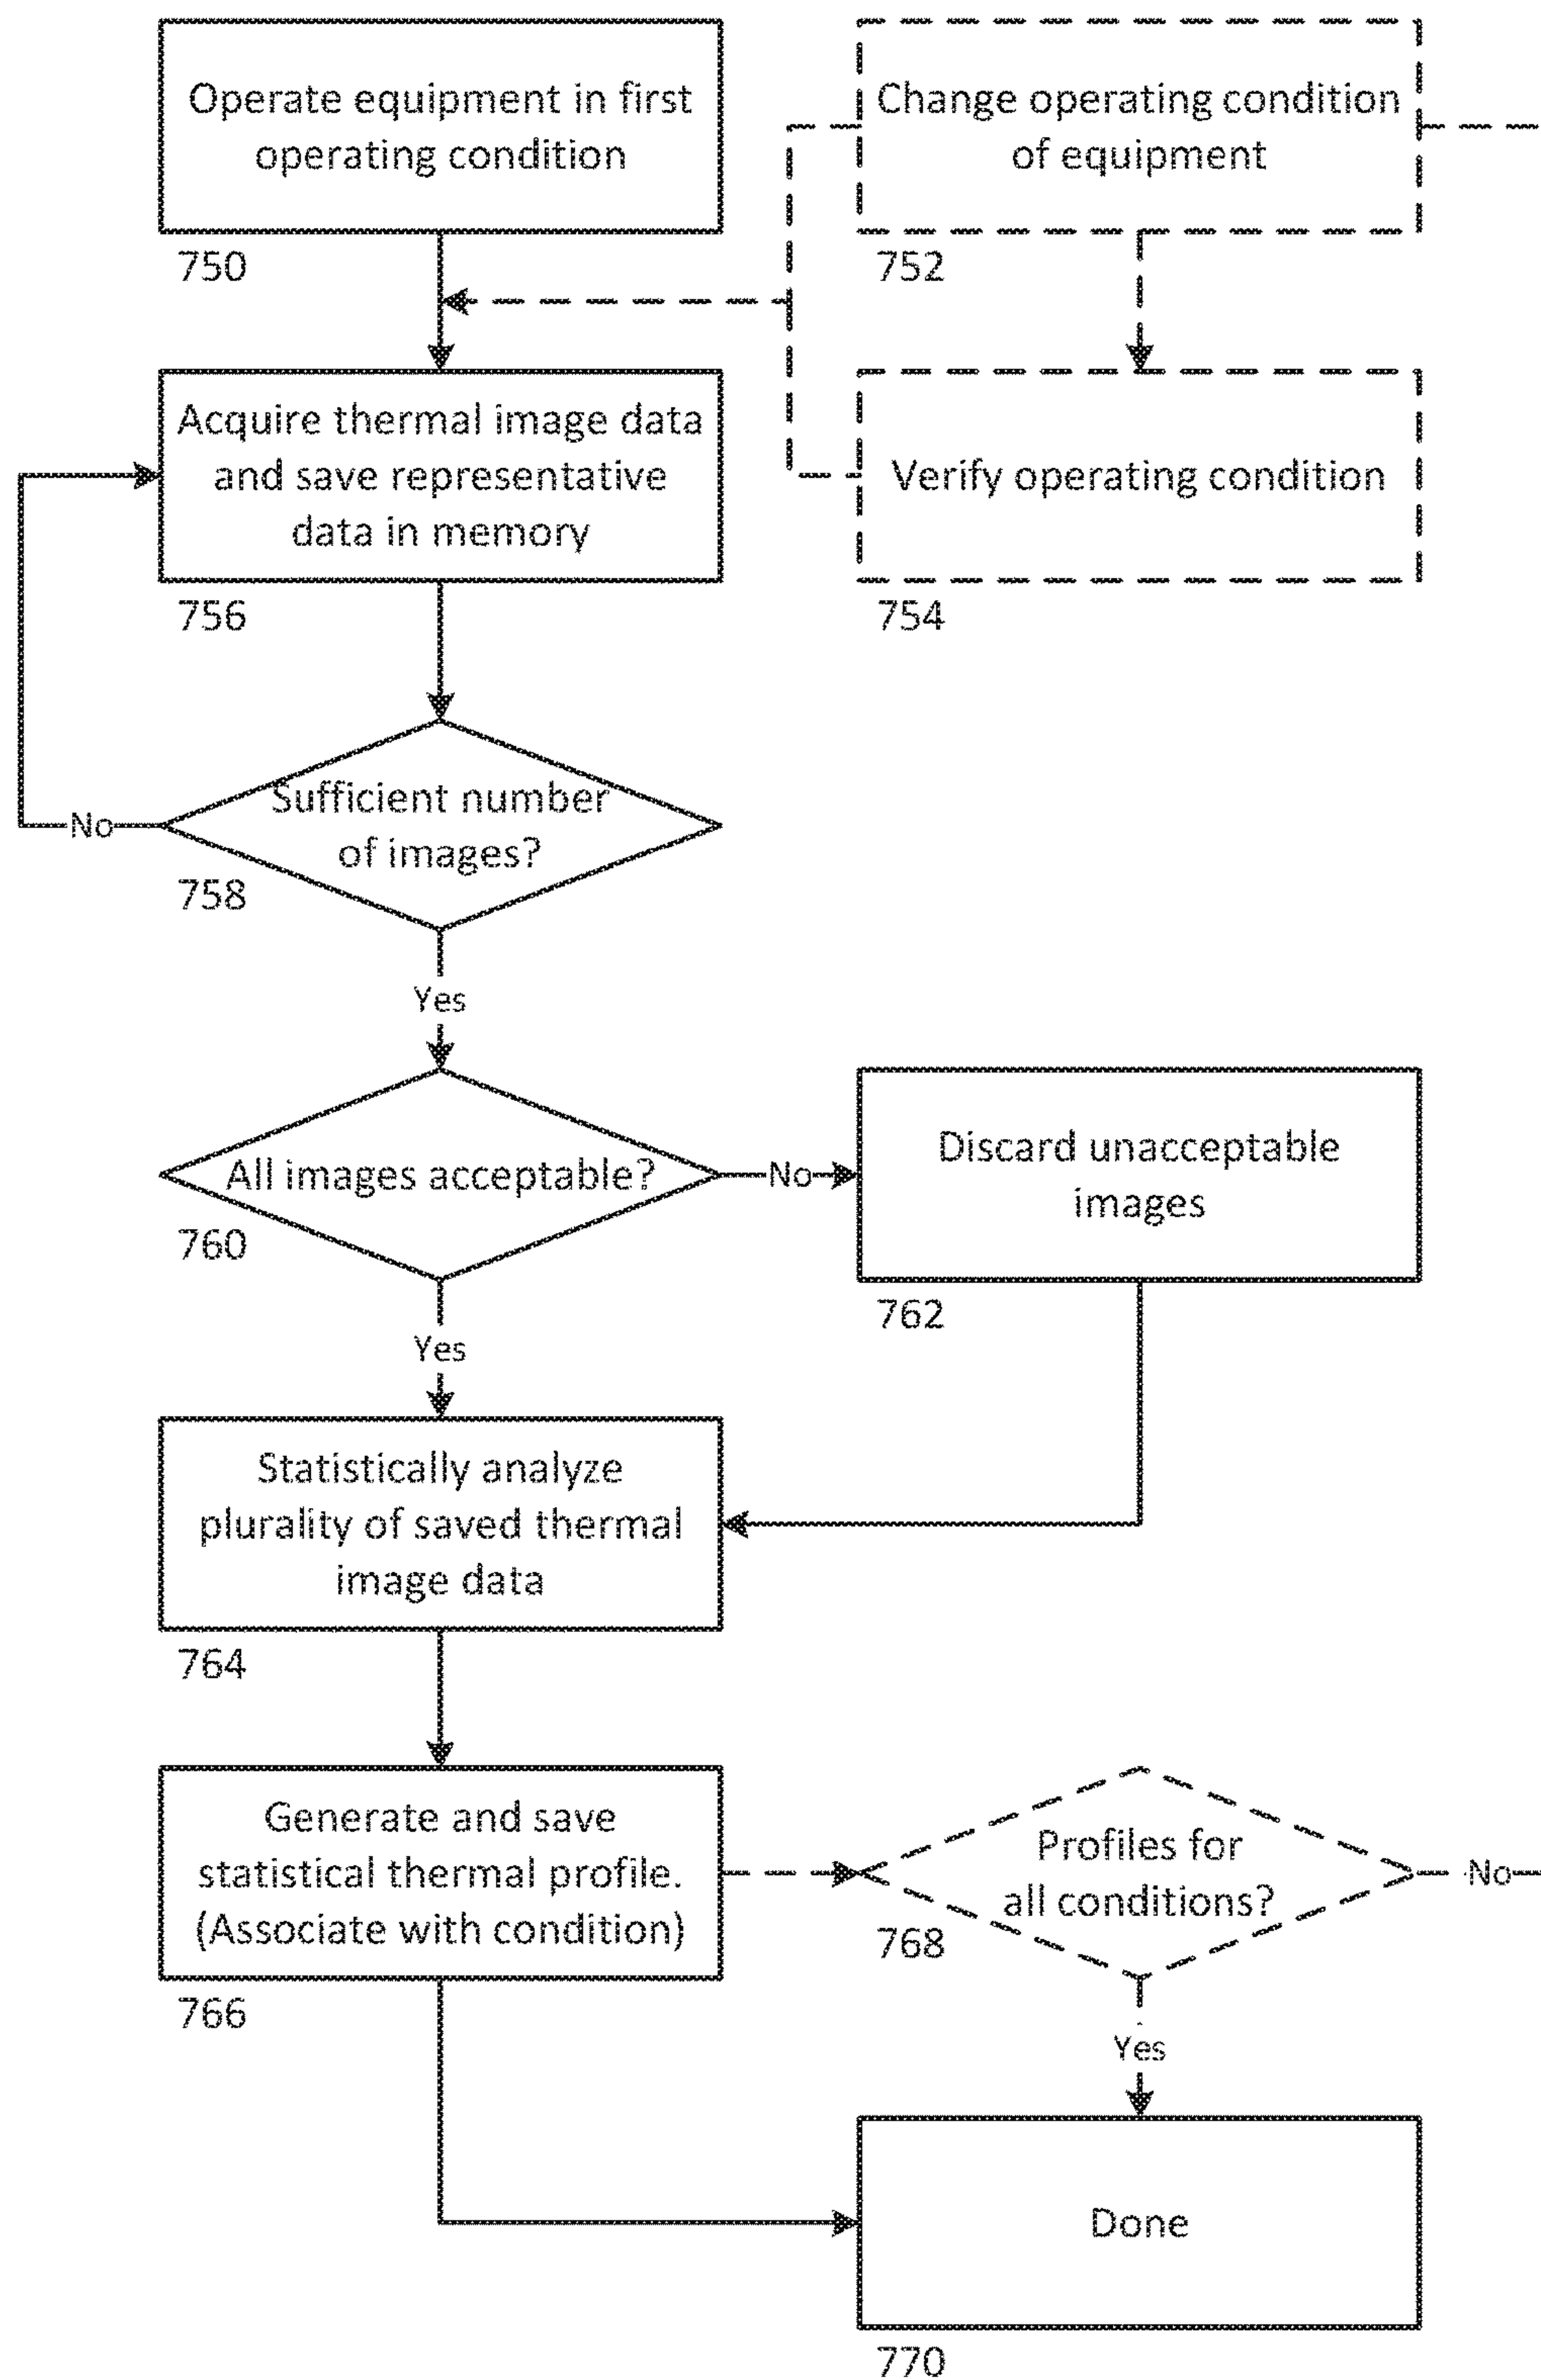 Operate equipment in first
operating condition
750
Change operating condition
of equipment
752
Acquire thermal image data
and save representative
data in memory
756
Verify operating condition
754
Sufficient number
of images?
758
No
Yes
All images acceptable?
760
No
Discard unacceptable
images
762
Yes
Statistically analyze
plurality of saved thermal
image data
764
Generate and save
statistical thermal profile.
(Associate with condition)
766
Profiles for
all conditions?
768
No
Yes
Done
770